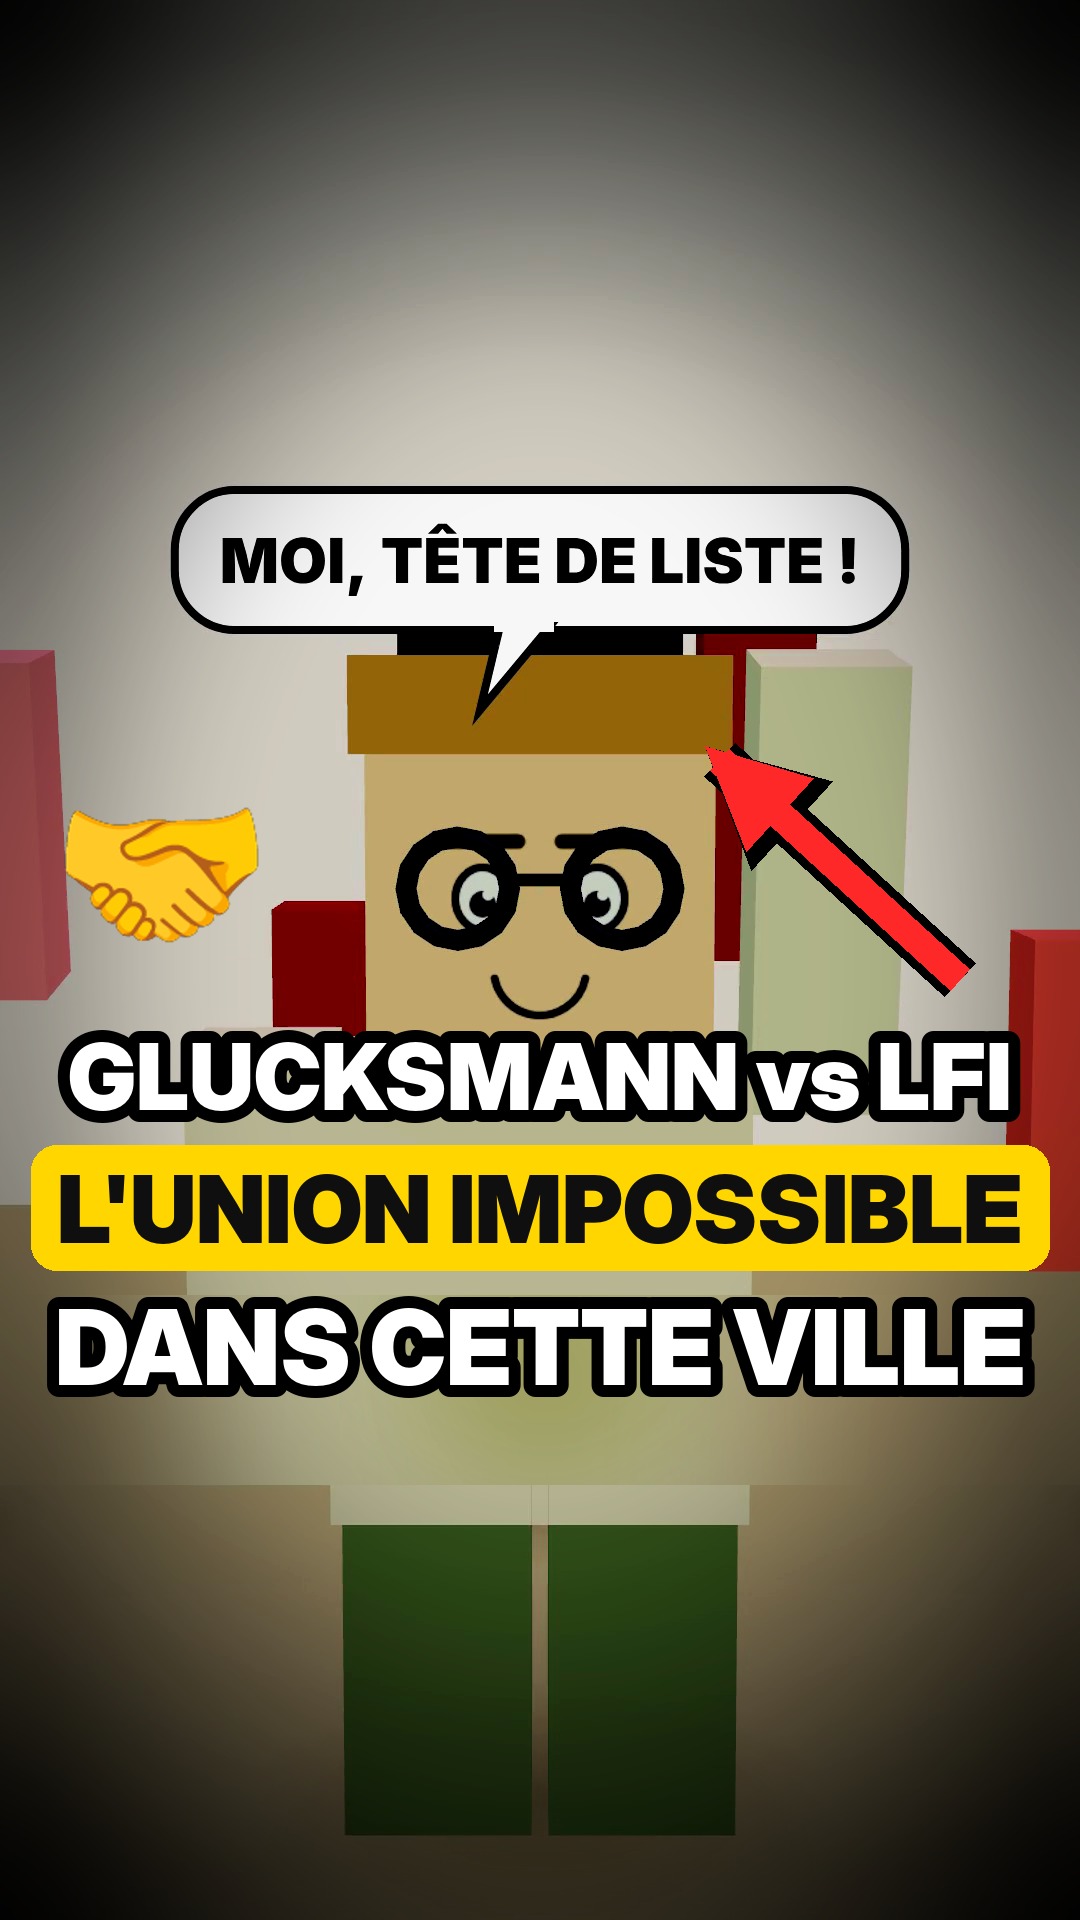 MOI, TÊTE DE LISTE !
GLUCKSMANN vs LFI
L'UNION IMPOSSIBLE
DANS CETTE VILLE